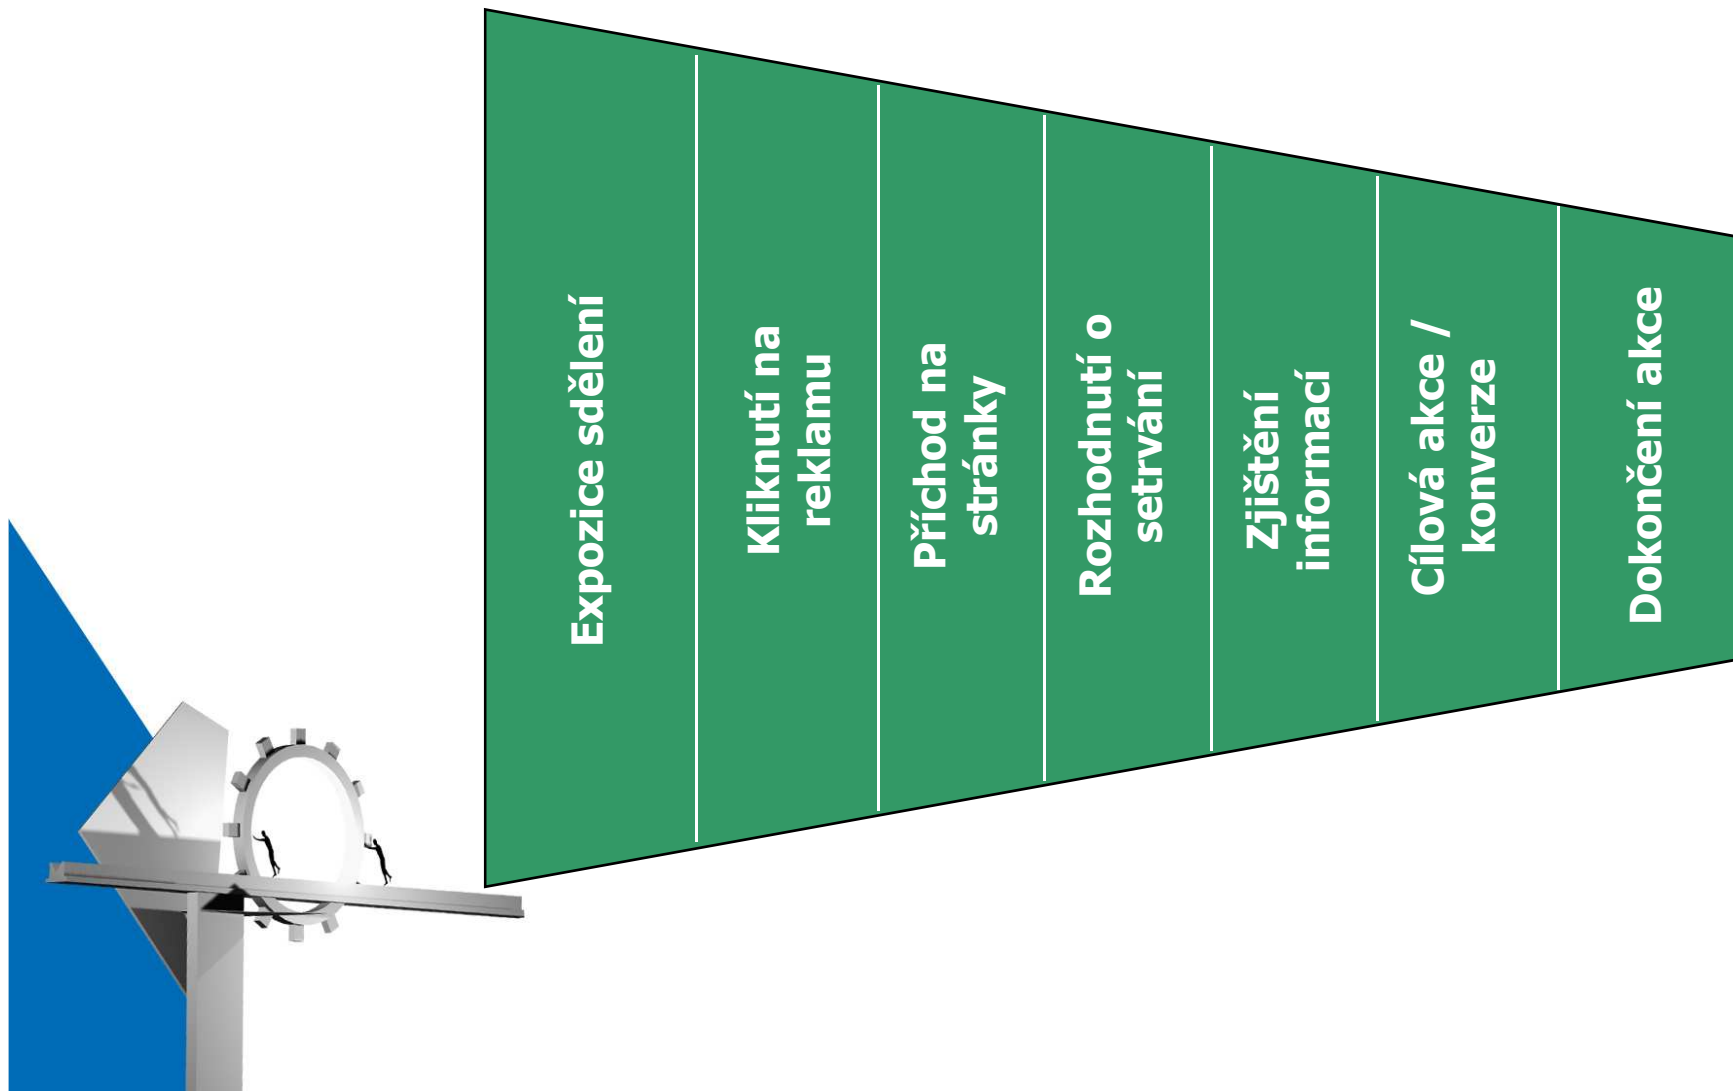 Expozice sdělení
Kliknutí na
reklamu
Příchod na
stránky
Rozhodnutí o
setrvání
Zjištění
informací
Cílová akce /
konverze
Dokončení akce